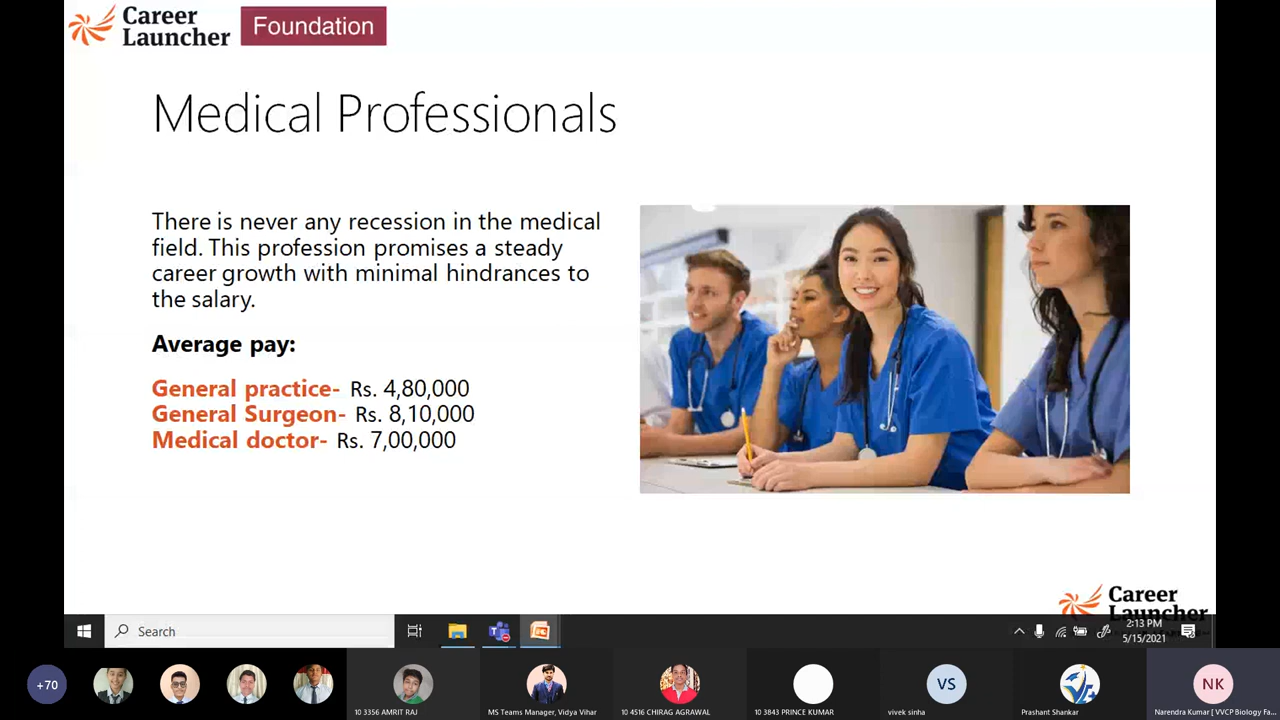 Career
Launcher
Foundation
Medical Professionals
There is never any recession in the medical
field. This profession promises a steady
career growth with minimal hindrances to
the salary.
Average pay:
General practice- Rs. 4,80,000
General Surgeon- Rs. 8,10,000
Medical doctor- Rs. 7,00,000
Career
Launcher
Search
2:13 PM
5/15/2021
+70
10 3356 AMRIT RAJ
MS Teams Manager, Vidya Vihar
10 4516 CHIRAG AGRAWAL
10 3843 PRINCE KUMAR
VS
vivek sinha
Prashant Shankar
NK
Narendra Kumar [ VVCP Biology Fa...